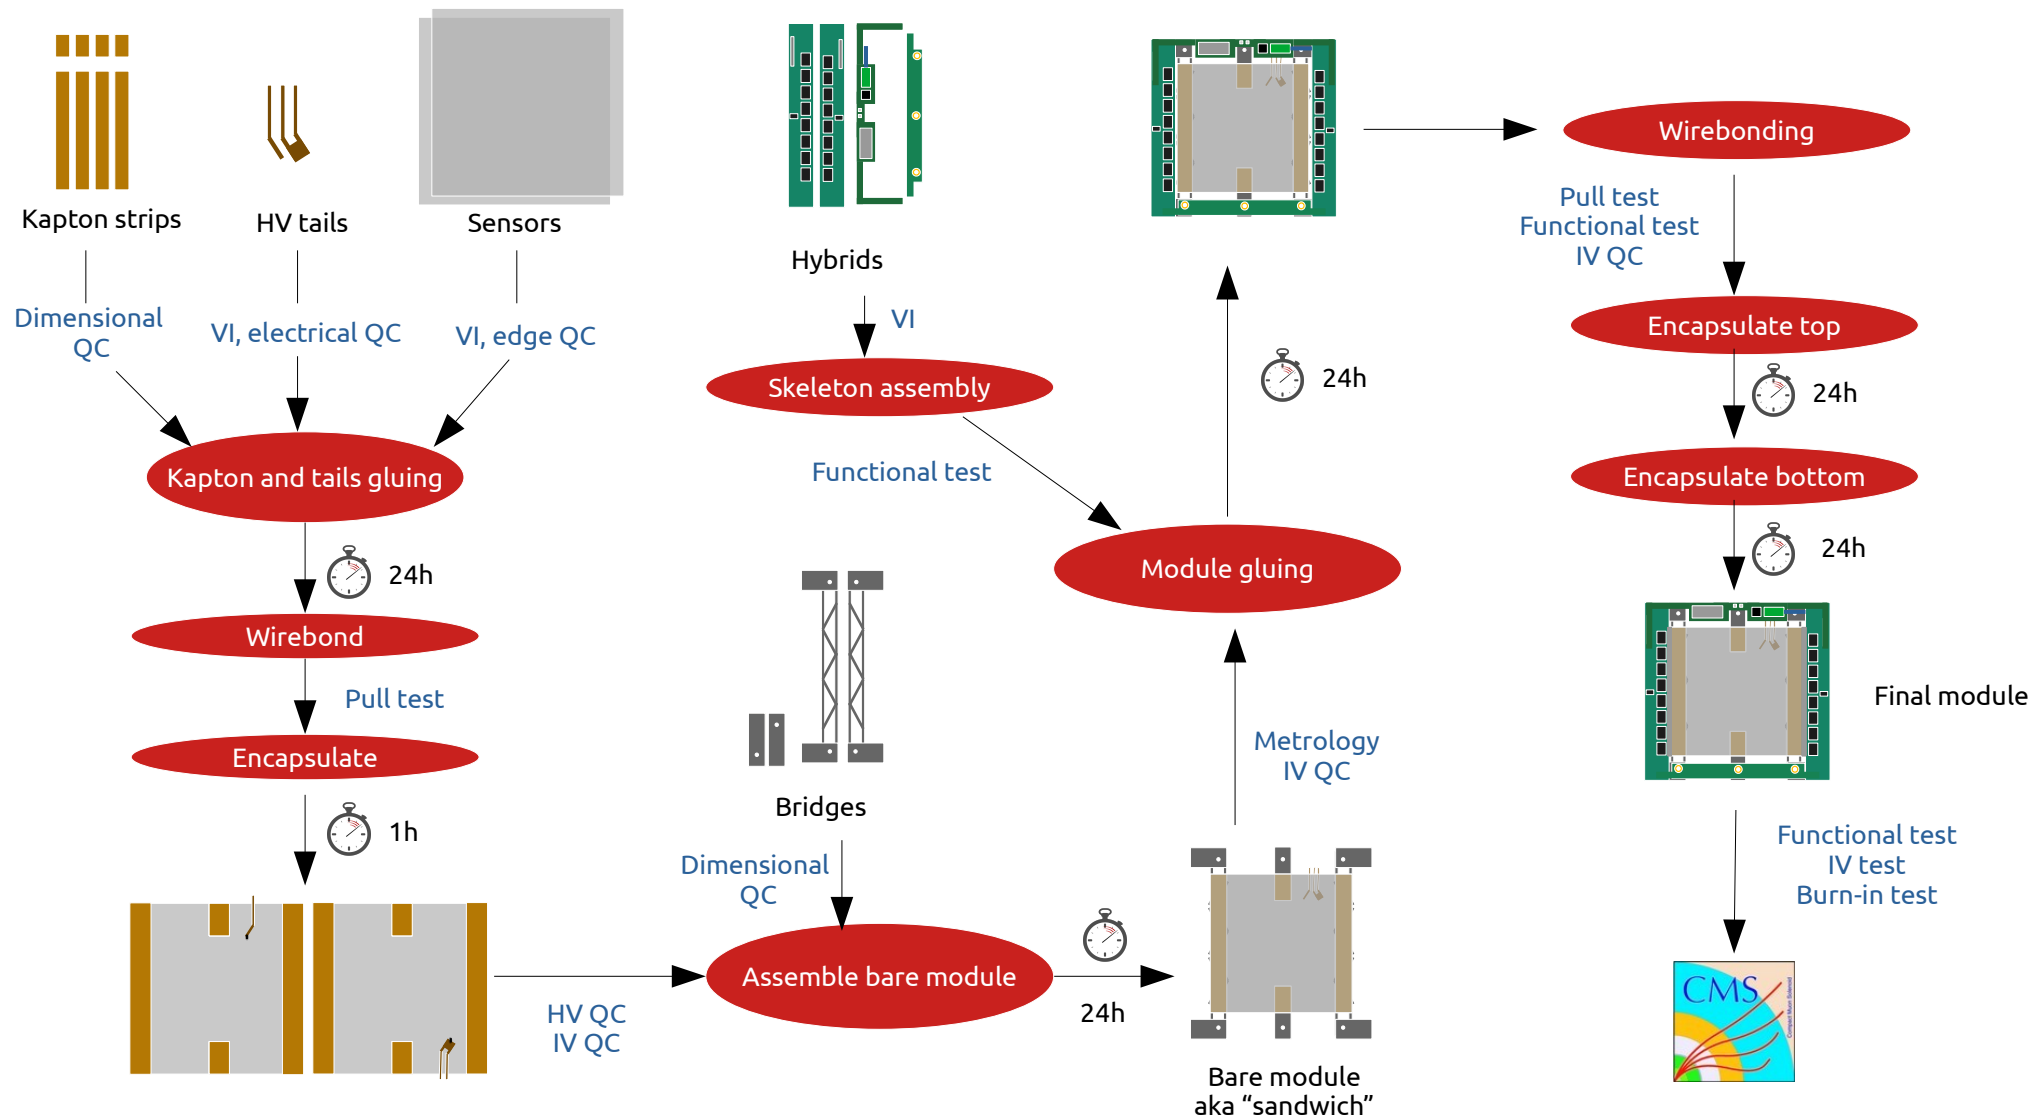 Kapton strips
HV tails
Sensors
Dimensional
QC
VI, electrical QC
VI, edge QC
Kapton and tails gluing
24h
Wirebond
Pull test
Encapsulate
1h
HV QC
IV QC
Hybrids
VI
Skeleton assembly
Functional test
Bridges
Dimensional
QC
Assemble bare module
24h
Bare module
aka “sandwich”
Metrology
IV QC
Module gluing
24h
Wirebonding
Pull test
Functional test
IV QC
Encapsulate top
24h
Encapsulate bottom
24h
Final module
Functional test
IV test
Burn-in test
CMS
Compact Muon Solenoid